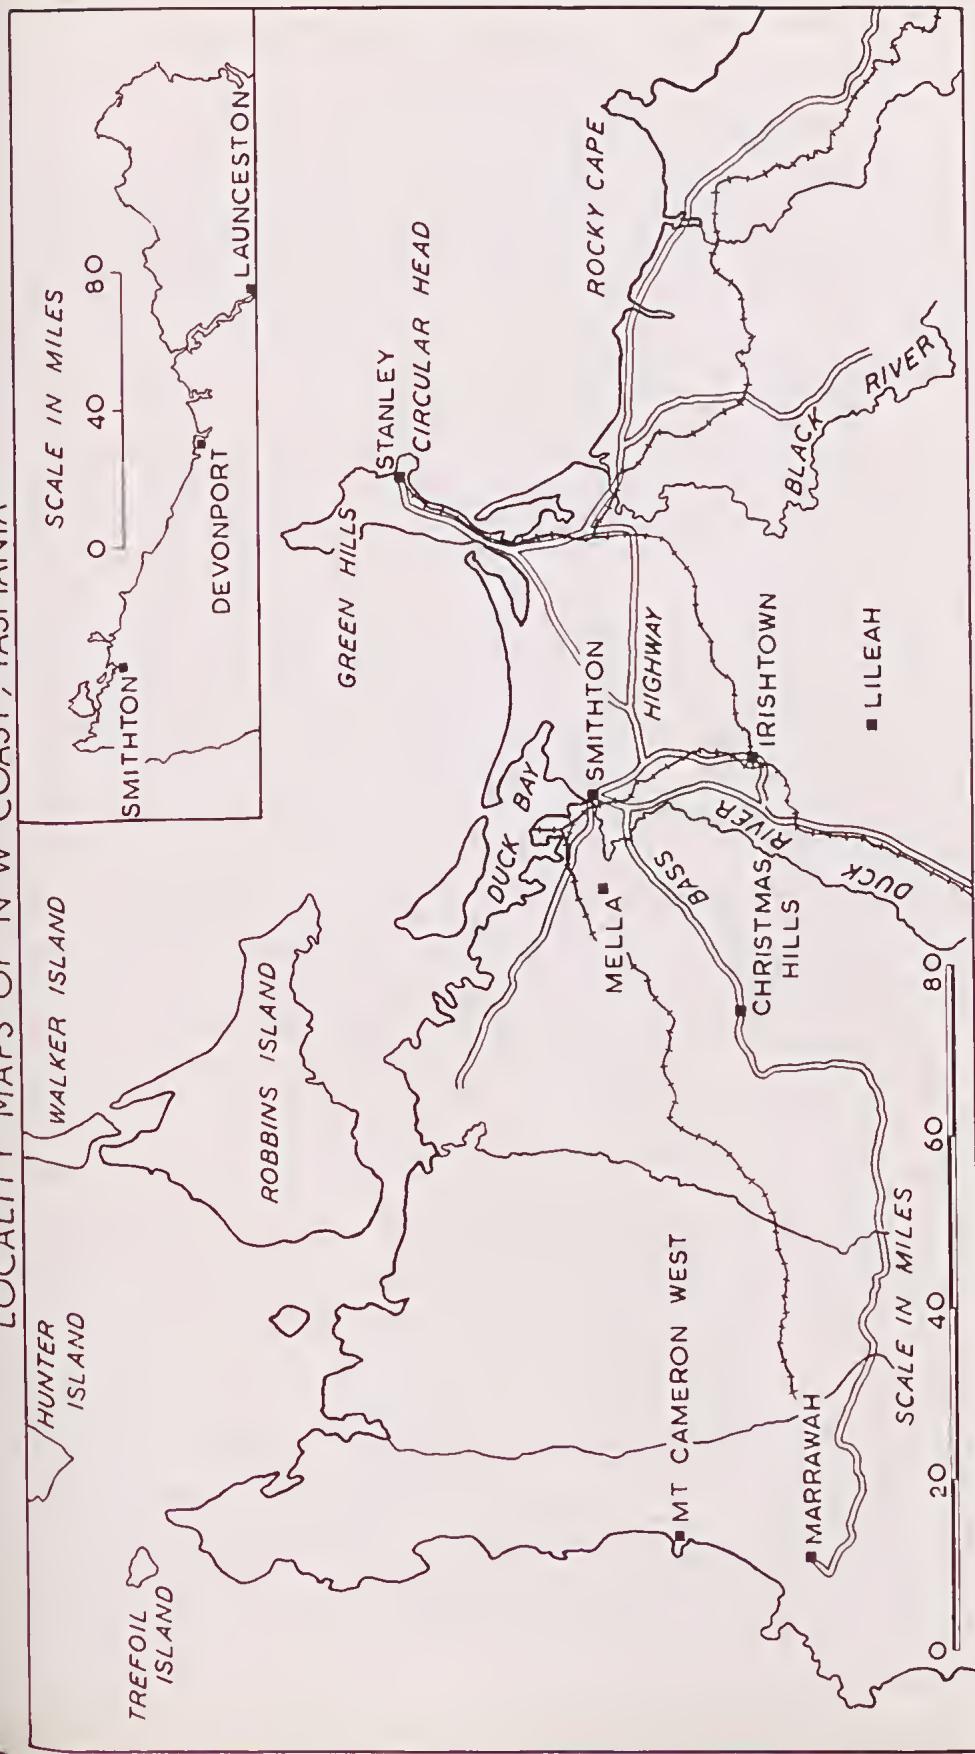 LOCALITY MAPS OF N W COAST, TASMANIA
HUNTER
ISLAND
WALKER ISLAND
TREFOIL
ISLAND
ROBBINS ISLAND
SMITHTON
DEVONPORT
LAUNCESTON
SCALE IN MILES
0 40 80
GREEN HILLS
STANLEY
CIRCULAR HEAD
ROCKY CAPE
DUCK BAY
SMITHTON
MELLA
BASS
HIGHWAY
IRISHTOWN
LILEAH
BLACK
RIVER
DUCK
RIVER
CHRISTMAS
HILLS
MT CAMERON WEST
MARRAWAH
SCALE IN MILES
0 20 40 60 80